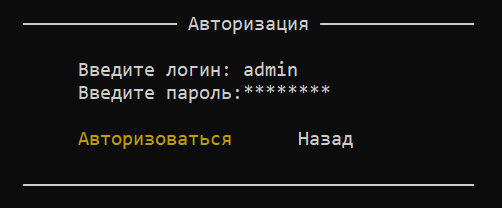 Авторизация
Введите логин: admin
Введите пароль:********
Авторизоваться Назад